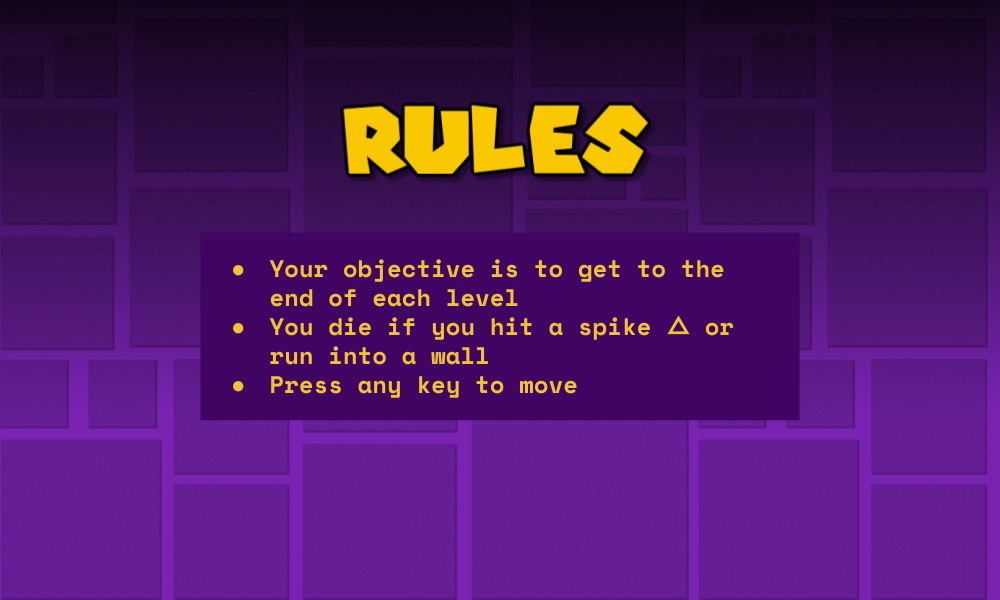 RULES
● Your objective is to get to the
end of each level
● You die if you hit a spike △ or
run into a wall
● Press any key to move